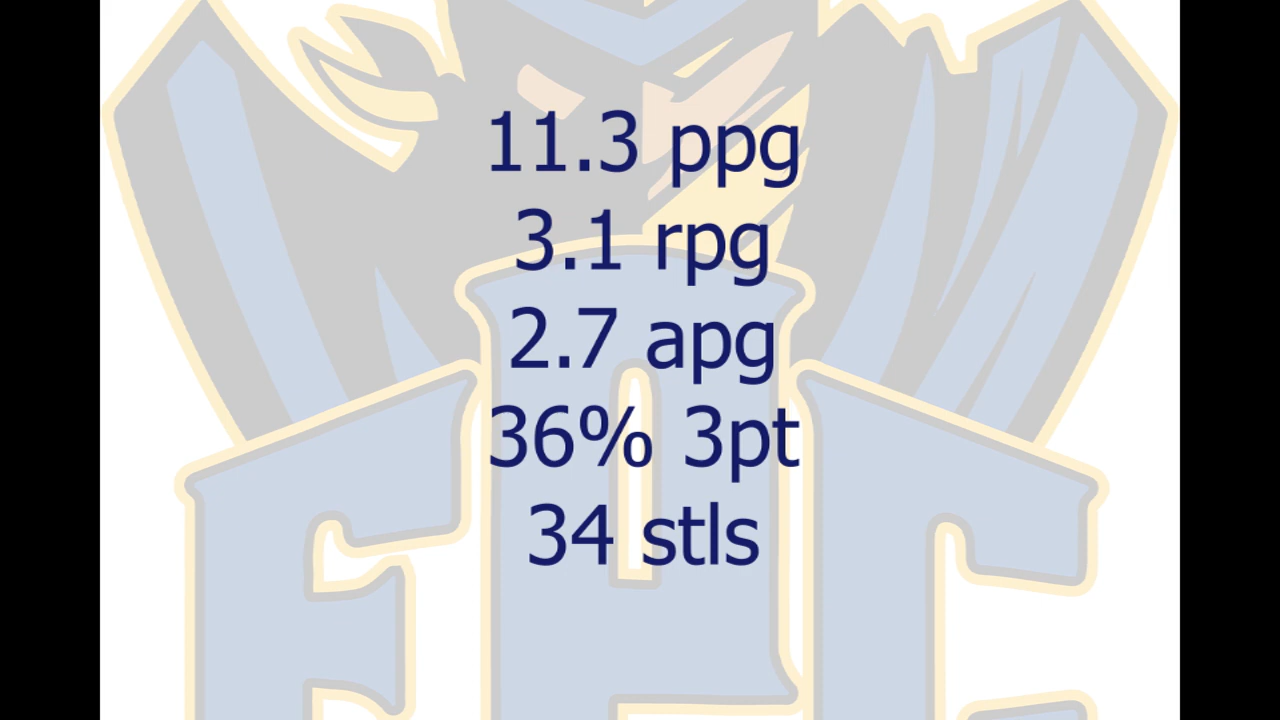 11.3 ppg
3.1 rpg
2.7 apg
36% 3pt
34 stls